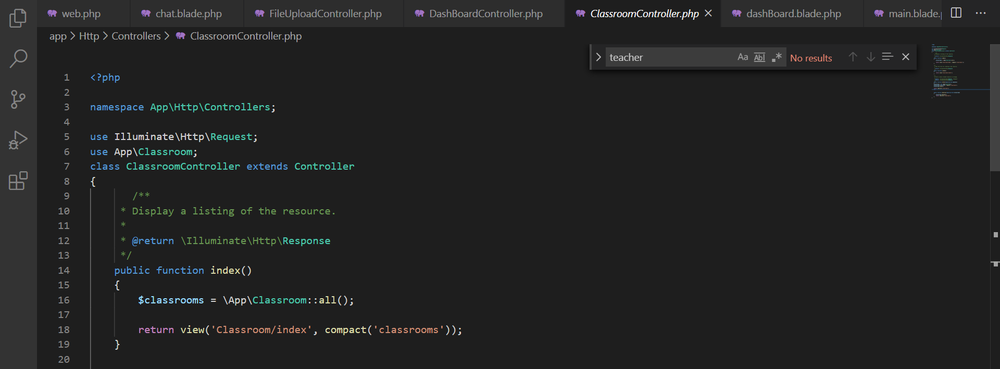 web.php chat.blade.php FileUploadController.php DashBoardController.php ClassroomController.php dashBoard.blade.php main.blade.
app > Http > Controllers > ClassroomController.php
teacher Aa Abl .* No results
1 <?php
2
3 namespace App\Http\Controllers;
4
5 use Illuminate\Http\Request;
6 use App\Classroom;
7 class ClassroomController extends Controller
8 {
9 /**
10 * Display a listing of the resource.
11 *
12 * @return \Illuminate\Http\Response
13 */
14 public function index()
15 {
16 $classrooms = \App\Classroom::all();
17
18 return view('Classroom/index', compact('classrooms'));
19 }
20